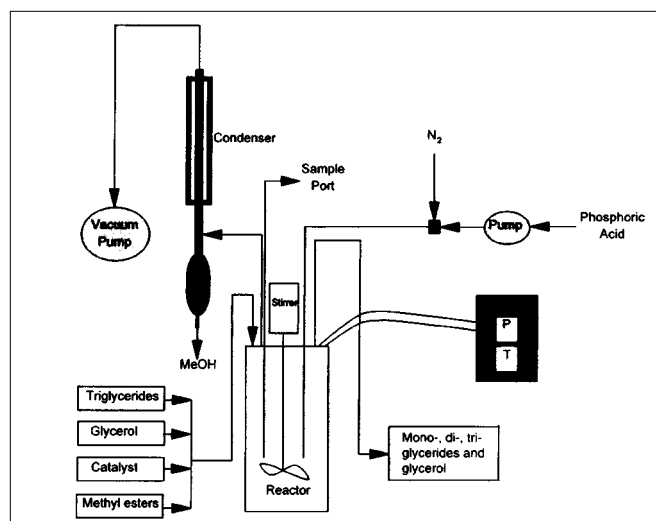 Condenser
N2
Sample
Port
Vacuum
Pump
Pump
Phosphoric
Acid
Stirrer
P
T
MeOH
Triglycerides
Glycerol
Catalyst
Methyl esters
Reactor
Mono-, di-, tri-
glycerides and
glycerol